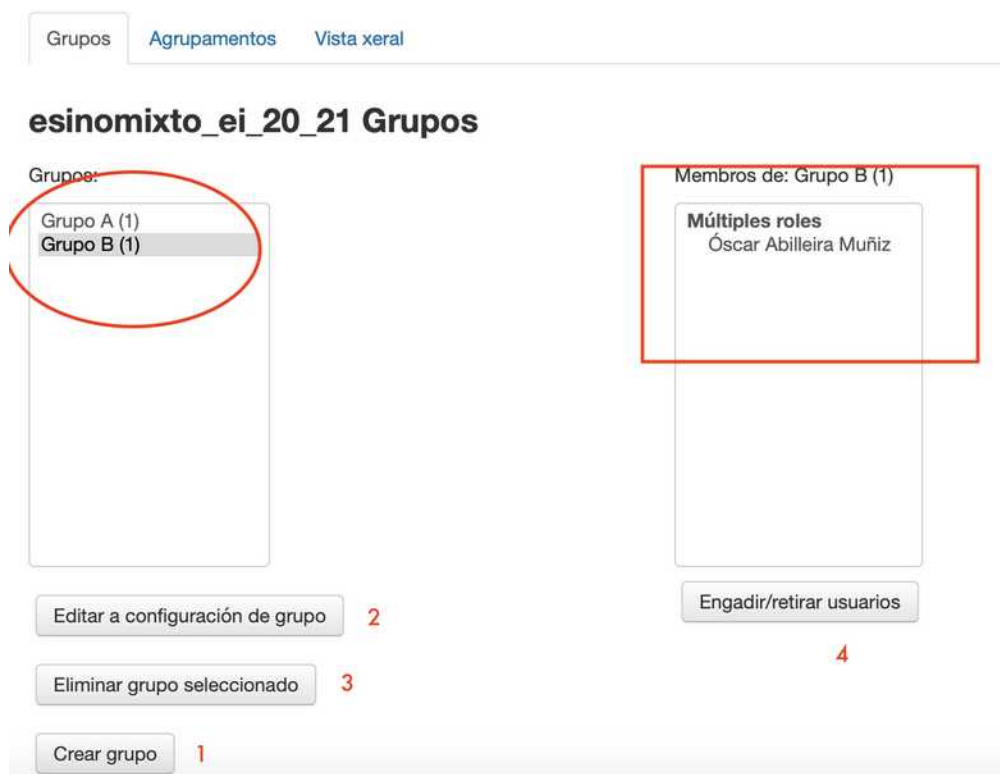 Grupos Agrupamentos Vista xeral
esinomixto_ei_20_21 Grupos
Grupos:
Grupo A (1)
Grupo B (1)
Membros de: Grupo B (1)
Múltiples roles
Óscar Abilleira Muñiz
Editar a configuración de grupo 2
Eliminar grupo seleccionado 3
Crear grupo 1
Engadir/retirar usuarios
4